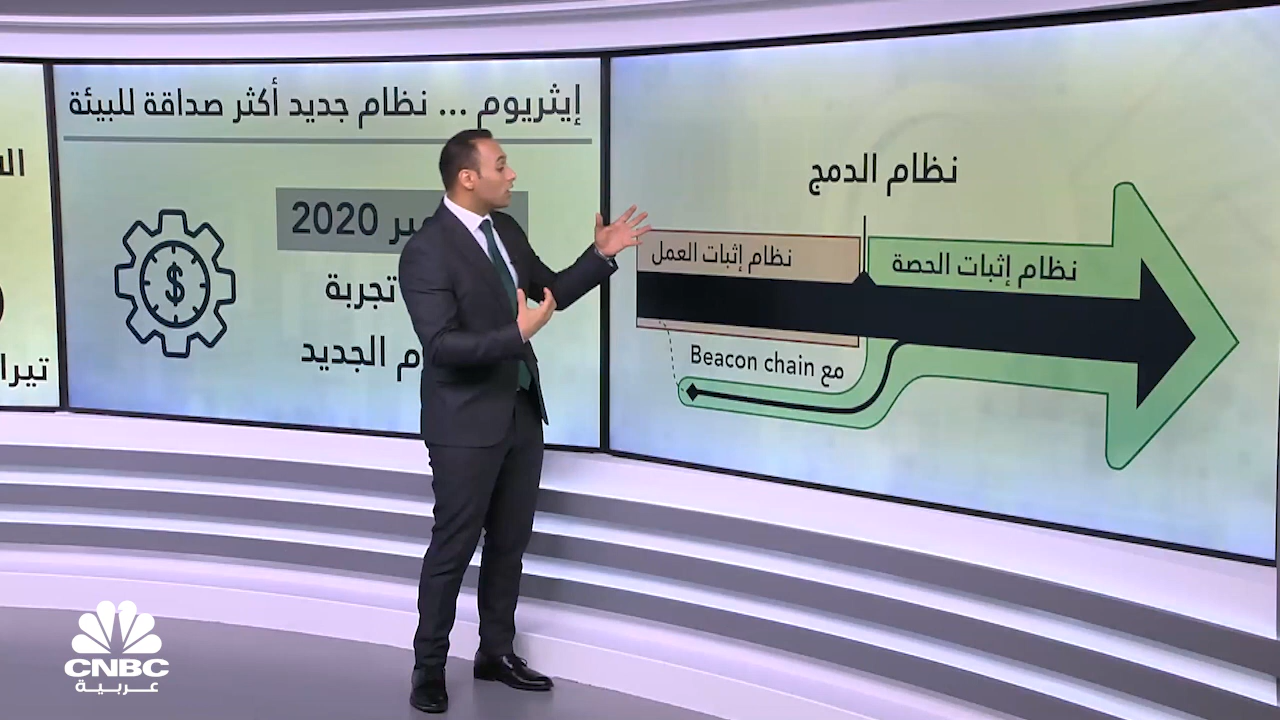 إيثريوم ... نظام جديد أكثر صداقة للبيئة
2020
تجربة
الجديد
$
نظام الدمج
نظام إثبات العمل
نظام إثبات الحصة
مع Beacon chain
CNBC
عربية